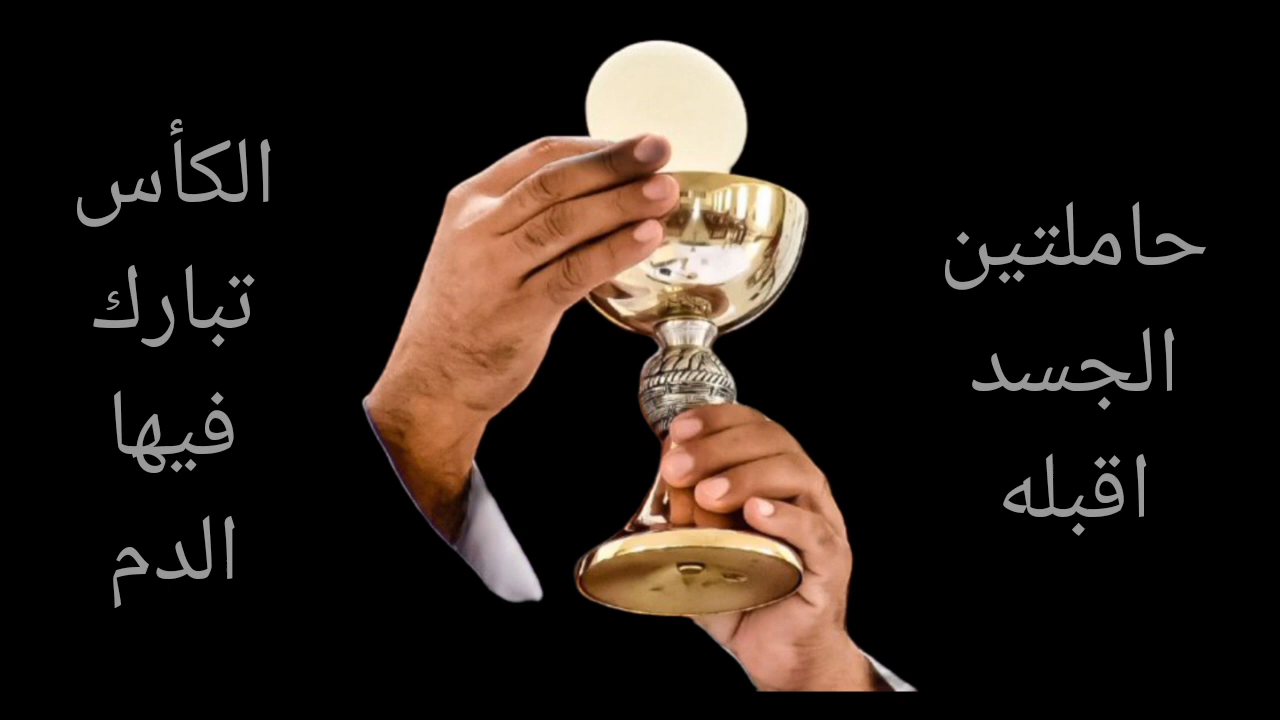 حاملتين
الجسد
اقبله
الكأس
تبارك
فيها
الدم